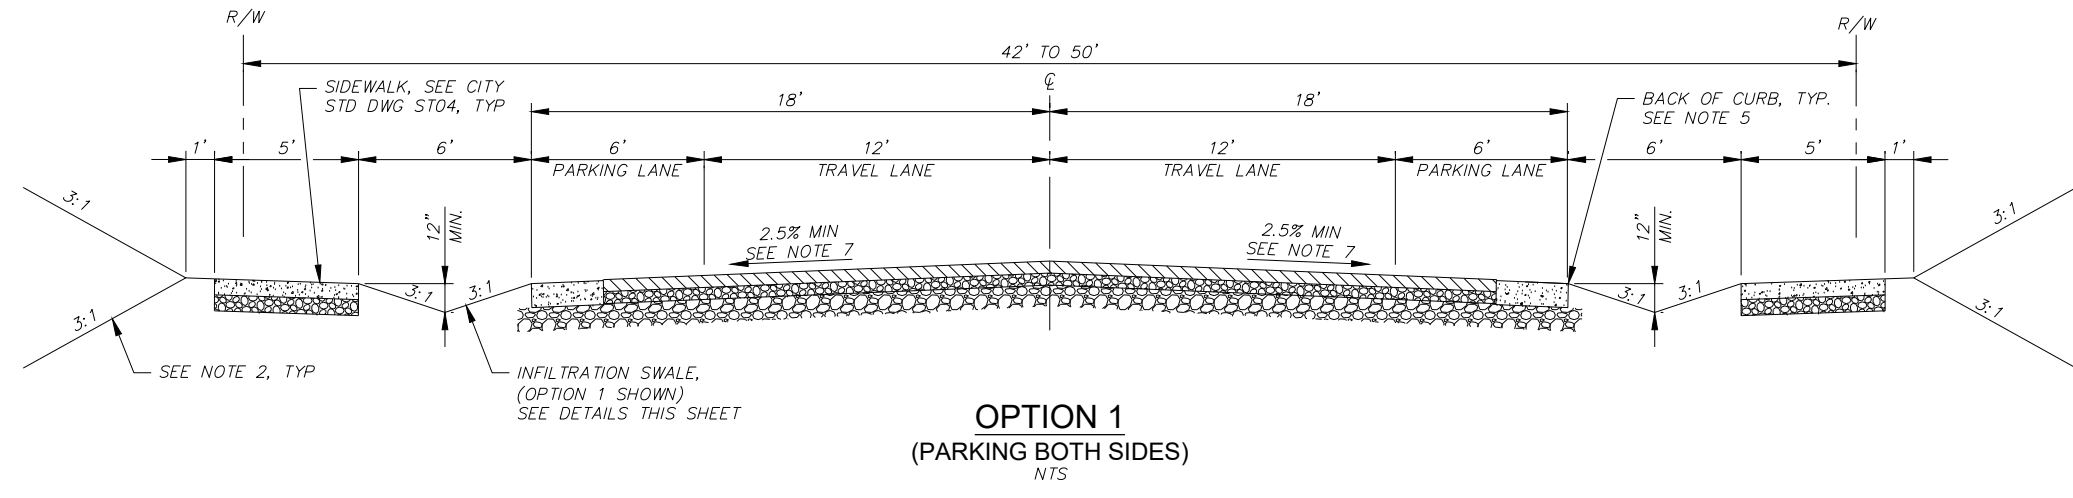 R/W
R/W
42' TO 50'
SIDEWALK, SEE CITY
STD DWG ST04, TYP
℄
18'
18'
BACK OF CURB, TYP.
SEE NOTE 5
1'
5'
6'
6'
12'
12'
6'
6'
5'
1'
PARKING LANE
TRAVEL LANE
TRAVEL LANE
PARKING LANE
3:1
3:1
12"
MIN.
2.5% MIN
SEE NOTE 7
2.5% MIN
SEE NOTE 7
12"
MIN.
3:1
3:1
3:1
3:1
3:1
3:1
SEE NOTE 2, TYP
INFILTRATION SWALE,
(OPTION 1 SHOWN)
SEE DETAILS THIS SHEET
OPTION 1
(PARKING BOTH SIDES)
NTS